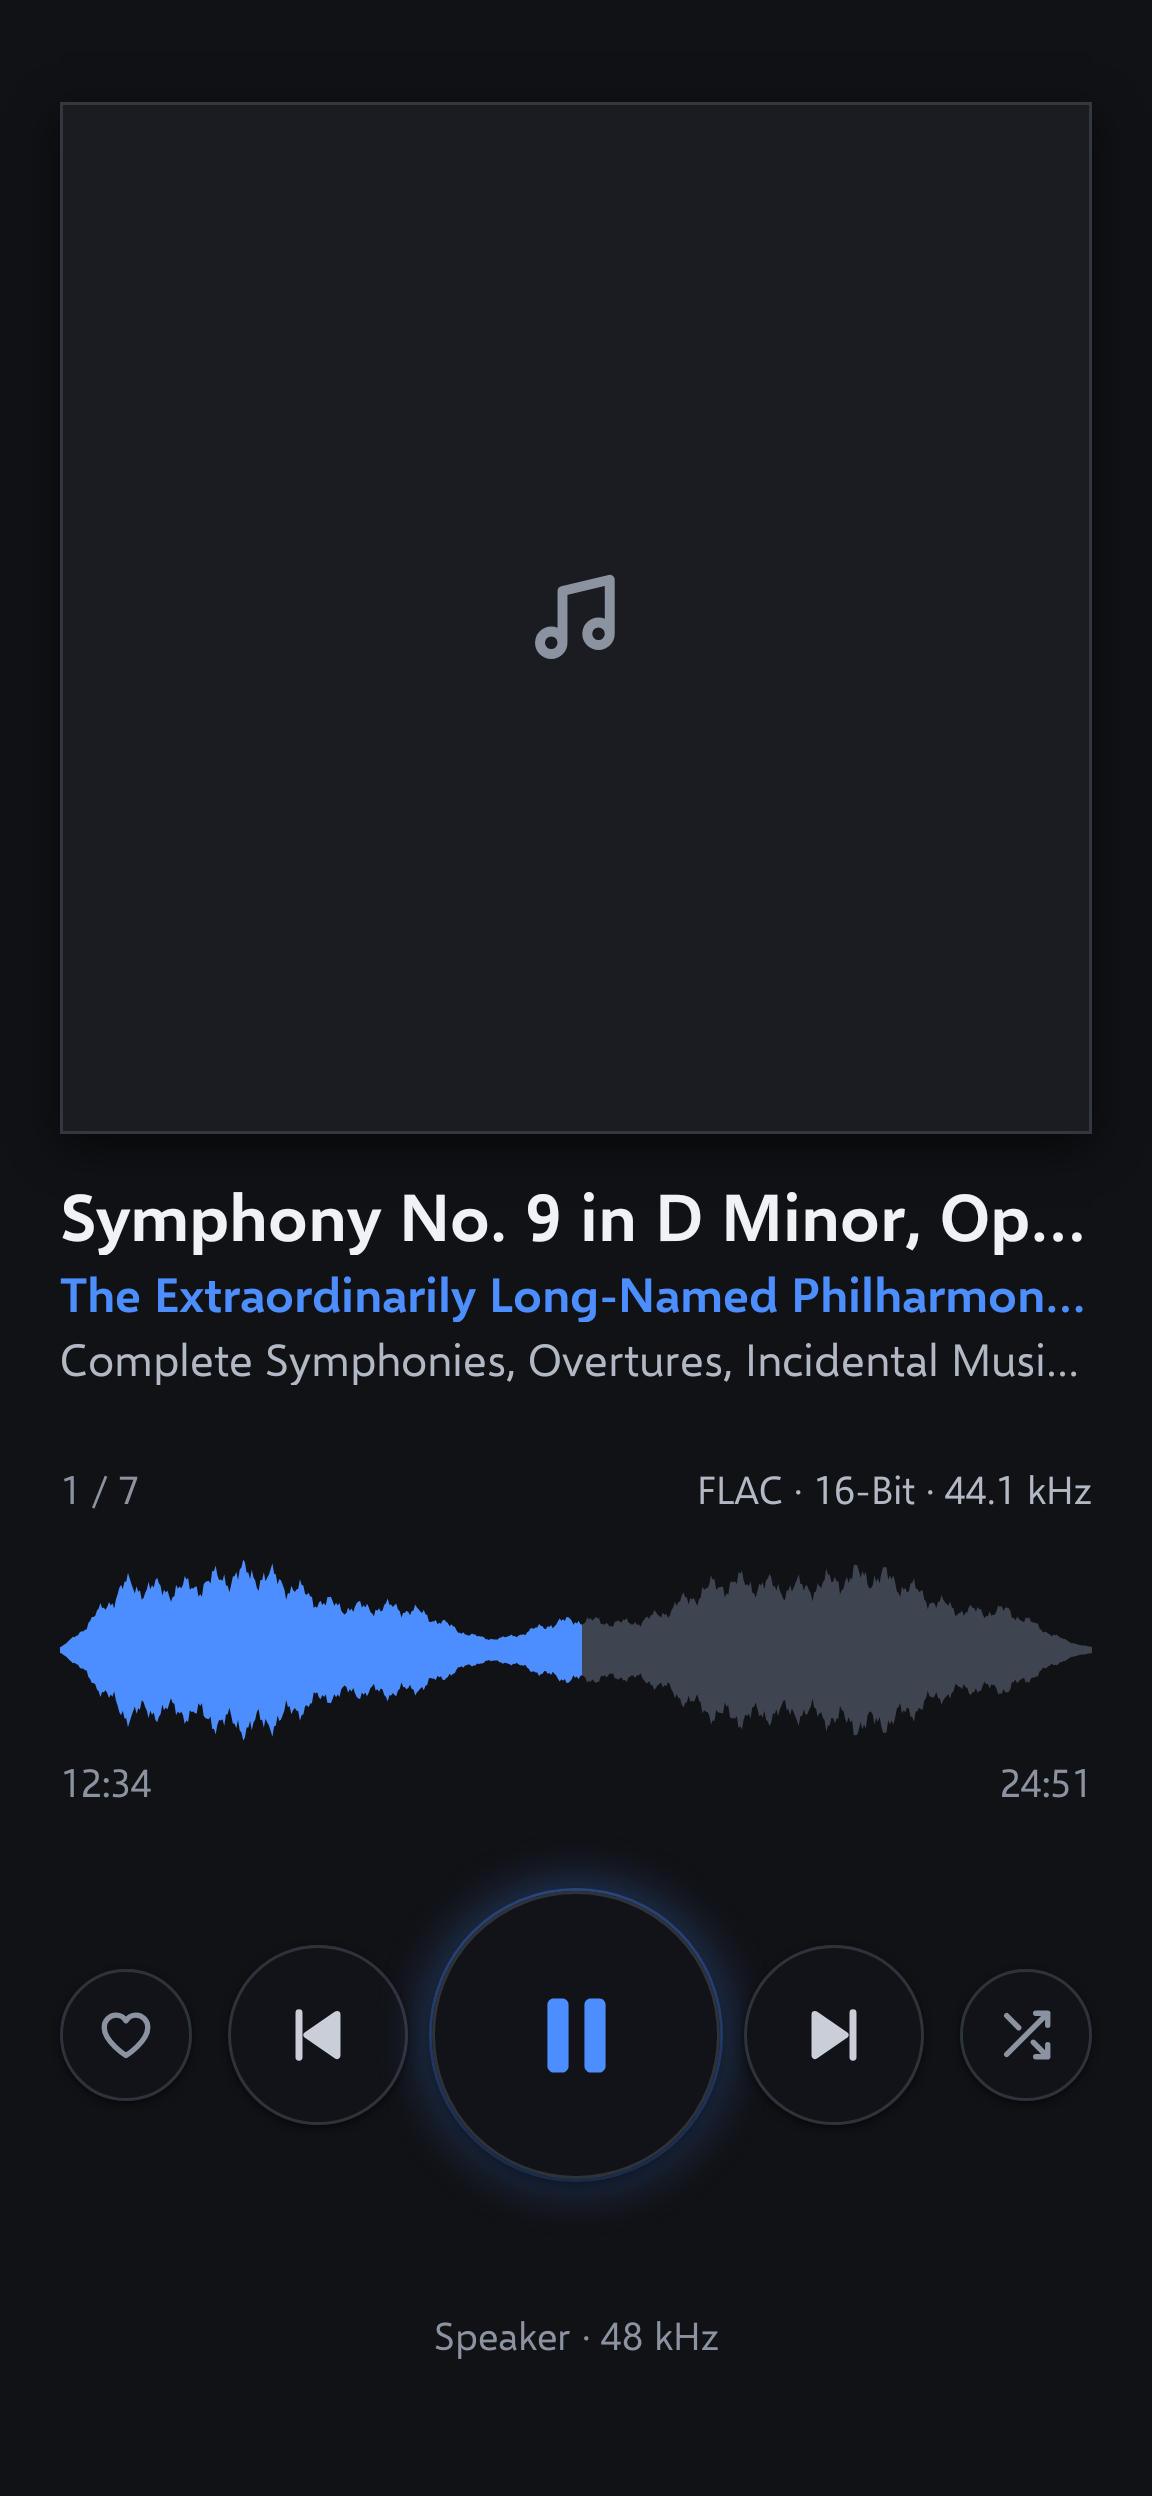 Symphony No. 9 in D Minor, Op...
The Extraordinarily Long-Named Philharmon...
Complete Symphonies, Overtures, Incidental Musi...
1 / 7
FLAC · 16-Bit · 44.1 kHz
12:34
24:51
Speaker · 48 kHz